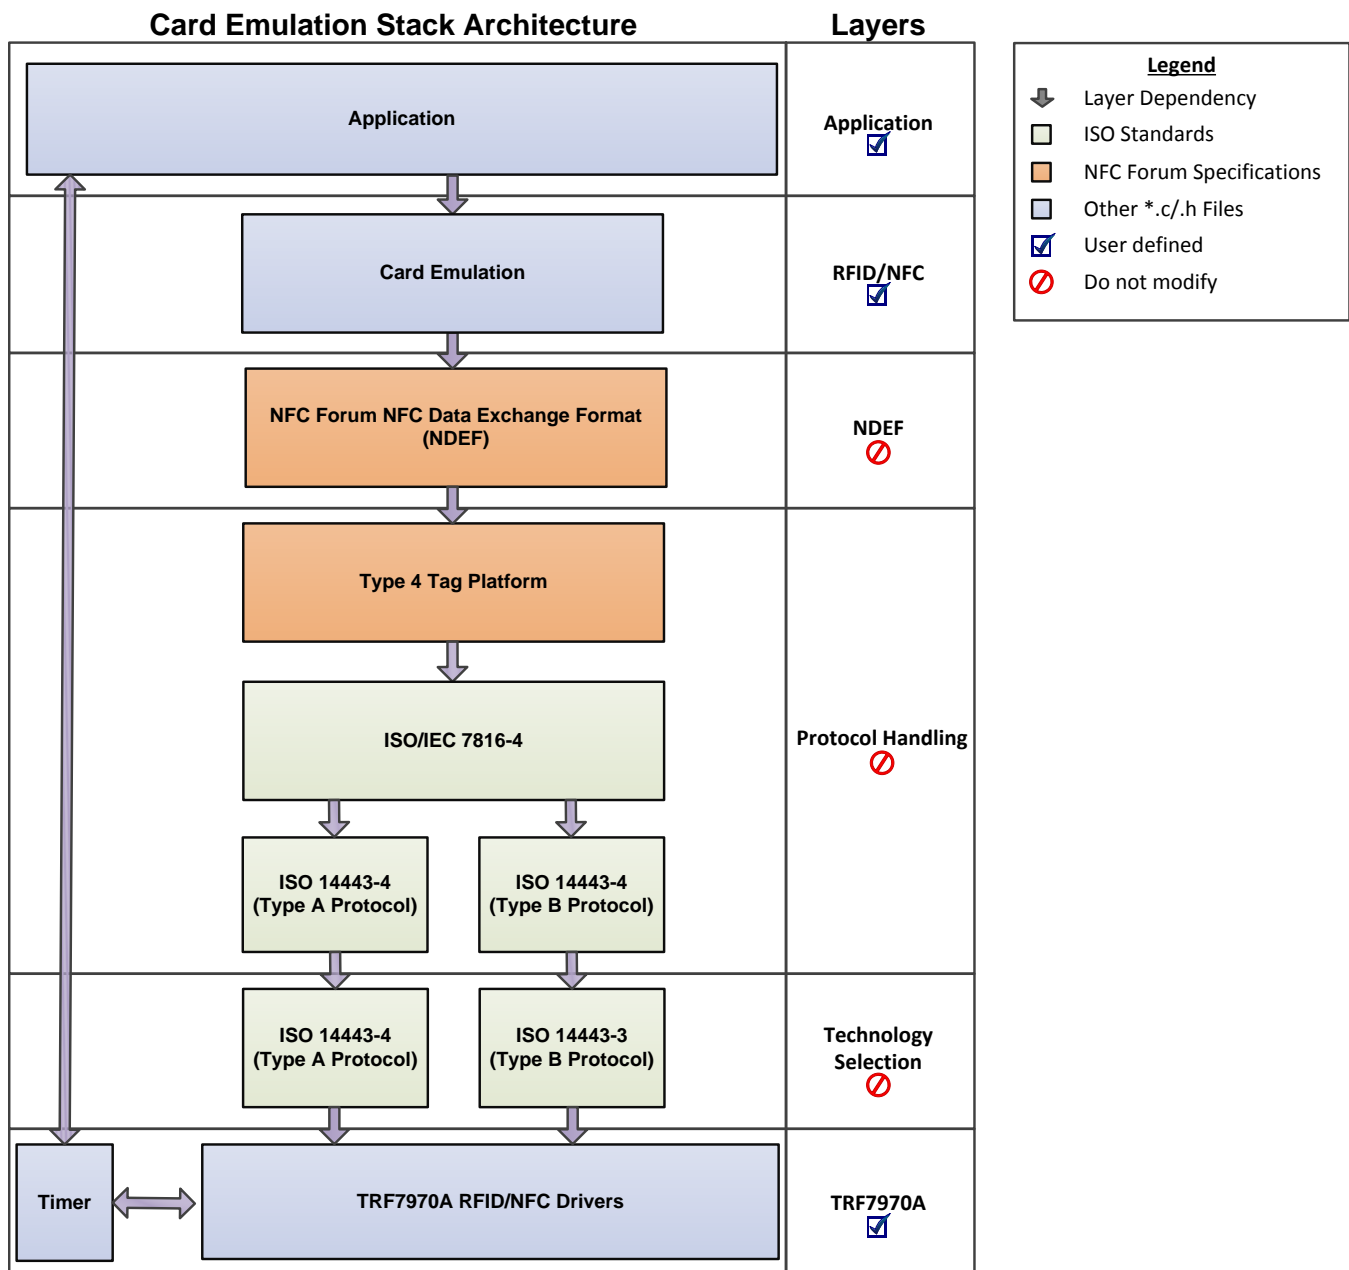 Card Emulation Stack Architecture
Layers
Application
Application
Card Emulation
RFID/NFC
NFC Forum NFC Data Exchange Format
(NDEF)
NDEF
Type 4 Tag Platform
ISO/IEC 7816-4
Protocol Handling
ISO 14443-4
(Type A Protocol)
ISO 14443-4
(Type B Protocol)
ISO 14443-4
(Type A Protocol)
ISO 14443-3
(Type B Protocol)
Technology
Selection
Timer
TRF7970A RFID/NFC Drivers
TRF7970A
Legend
Layer Dependency
ISO Standards
NFC Forum Specifications
Other *.c/.h Files
User defined
Do not modify